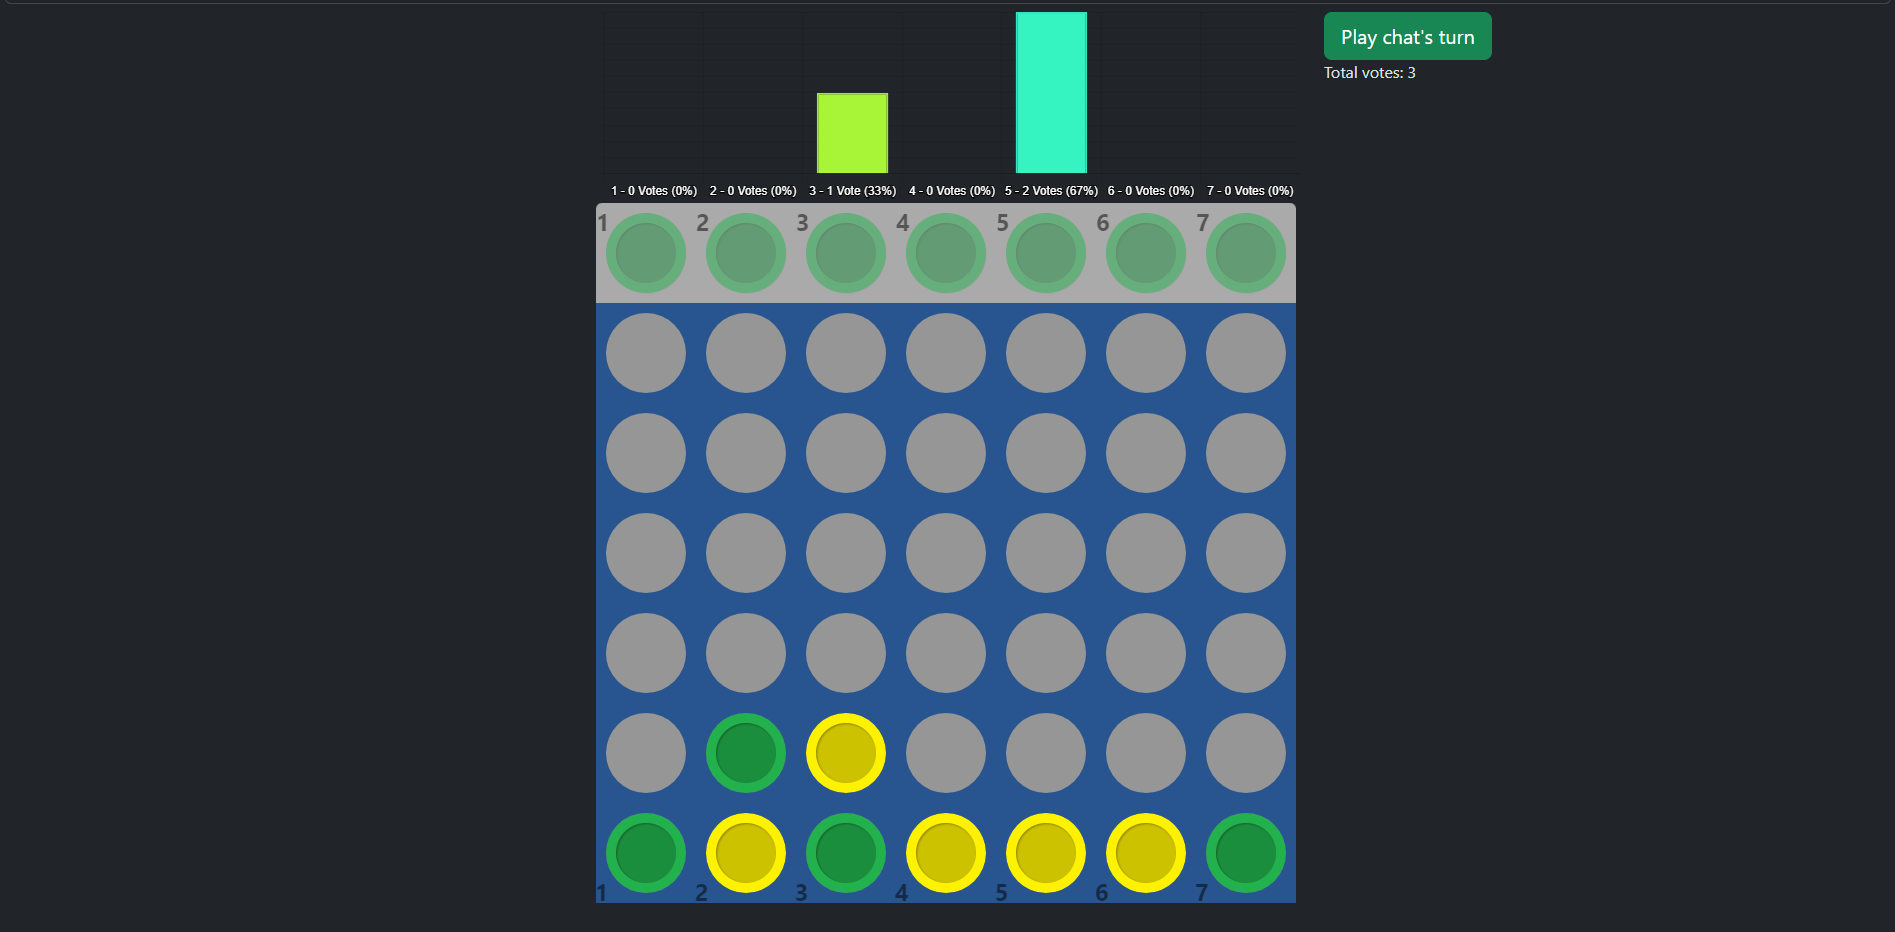 Play chat's turn
Total votes: 3
1 - 0 Votes (0%) 2 - 0 Votes (0%) 3 - 1 Vote (33%) 4 - 0 Votes (0%) 5 - 2 Votes (67%) 6 - 0 Votes (0%) 7 - 0 Votes (0%)
1 2 3 4 5 6 7
1 2 3 4 5 6 7